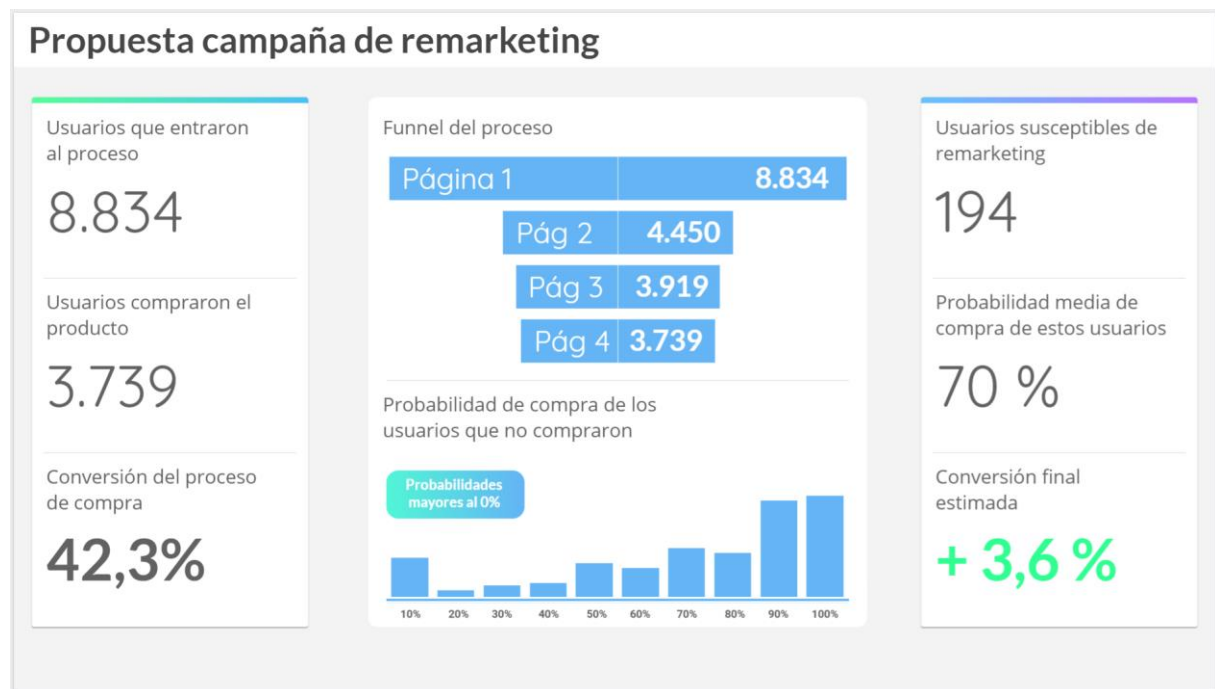 Propuesta campaña de remarketing
Usuarios que entraron
al proceso
8.834
Usuarios compraron el
producto
3.739
Conversión del proceso
de compra
42,3%
Funnel del proceso
Página 1 8.834
Pág 2 4.450
Pág 3 3.919
Pág 4 3.739
Probabilidad de compra de los
usuarios que no compraron
Probabilidades
mayores al 0%
10% 20% 30% 40% 50% 60% 70% 80% 90% 100%
Usuarios susceptibles de
remarketing
194
Probabilidad media de
compra de estos usuarios
70 %
Conversión final
estimada
+ 3,6 %